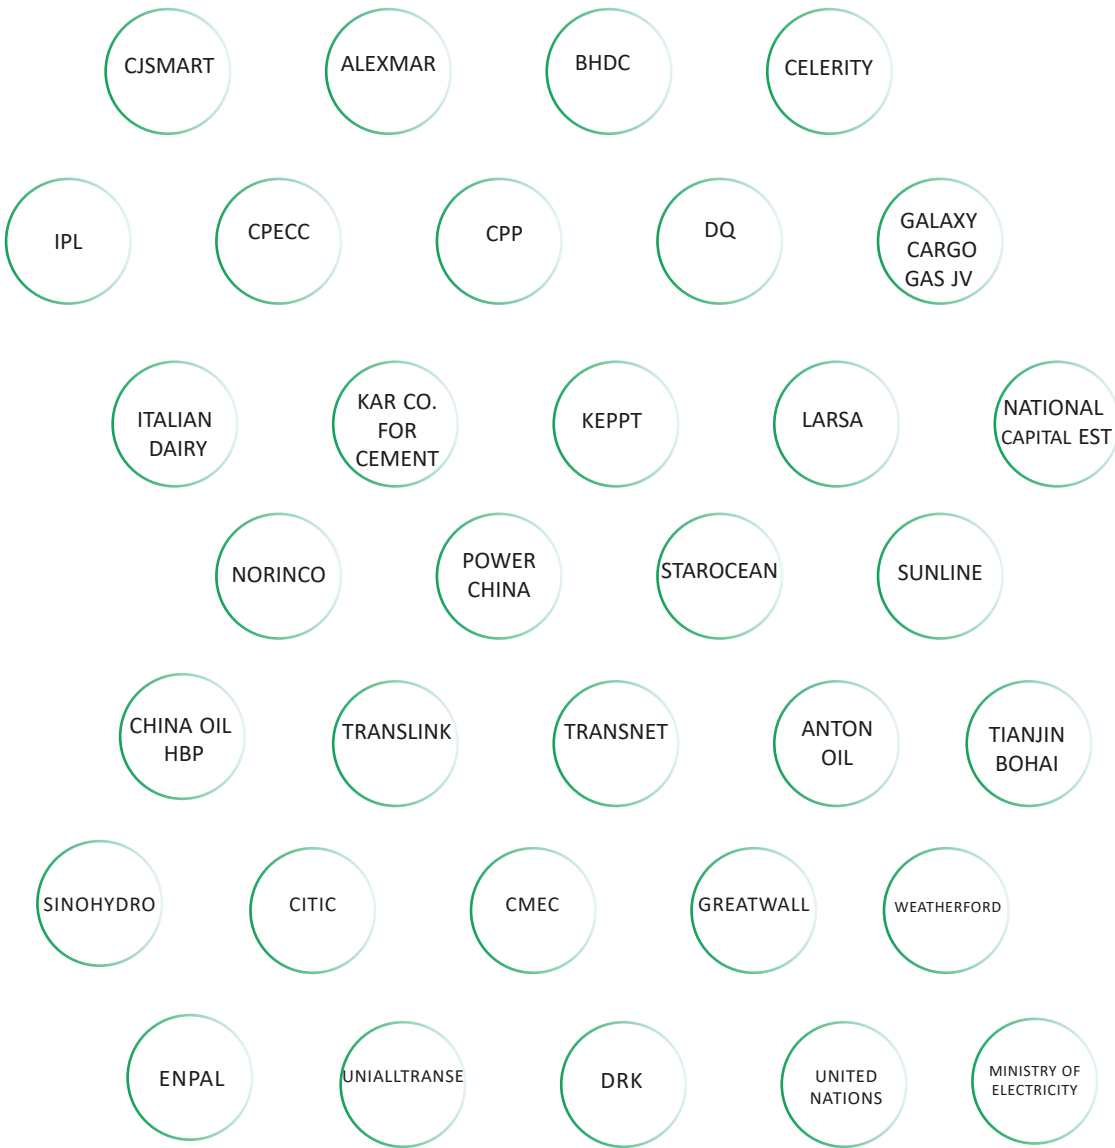 CJSMART
ALEXMAR
BHDC
CELERITY
IPL
CPECC
CPP
DQ
GALAXY
CARGO
GAS JV
ITALIAN
DAIRY
KAR CO.
FOR
CEMENT
KEPPT
LARSA
NATIONAL
CAPITAL EST
NORINCO
POWER
CHINA
STAROCEAN
SUNLINE
CHINA OIL
HBP
TRANSLINK
TRANSNET
ANTON
OIL
TIANJIN
BOHAI
SINOHYDRO
CITIC
CMEC
GREATWALL
WEATHERFORD
ENPAL
UNIALLTRANSE
DRK
UNITED
NATIONS
MINISTRY OF
ELECTRICITY